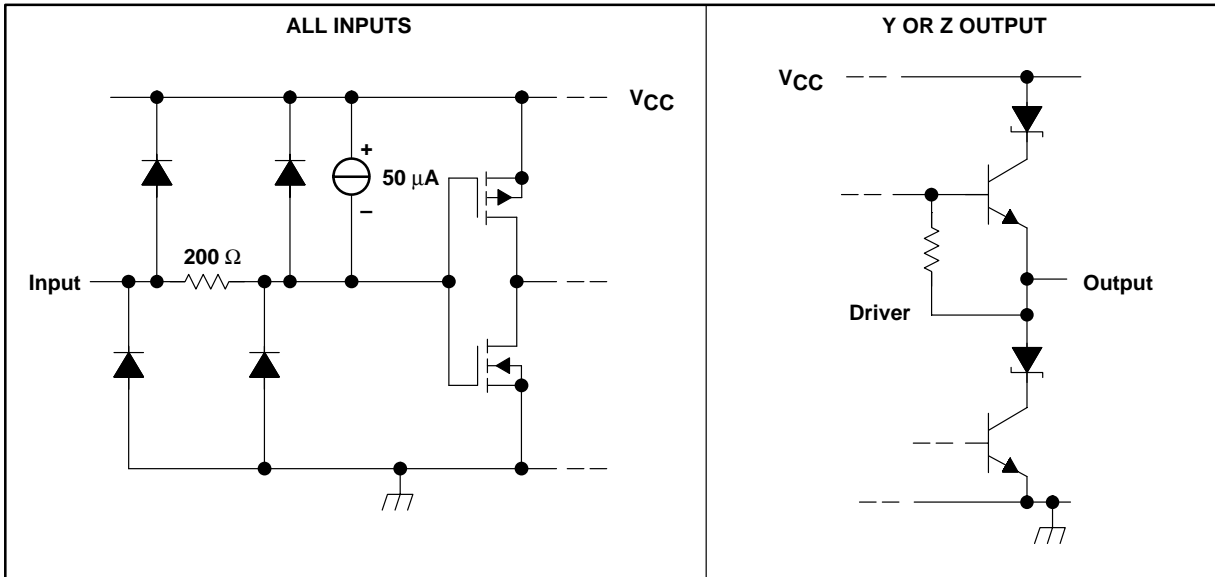 ALL INPUTS
VCC
+
50 μA
−
200 Ω
Input
Y OR Z OUTPUT
VCC
Output
Driver